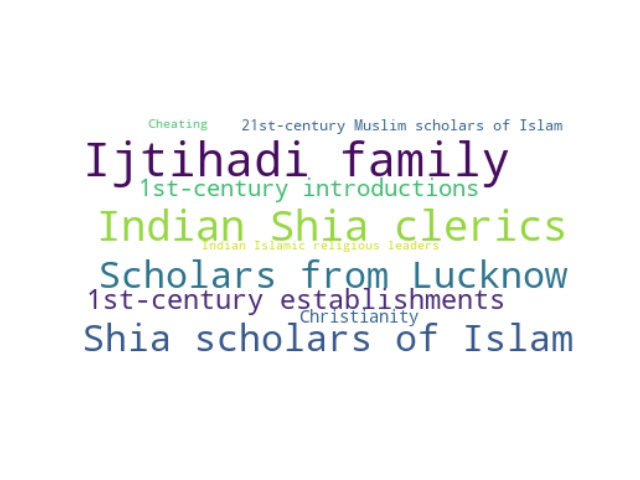 Cheating
21st-century Muslim scholars of Islam
Ijtihadi family
1st-century introductions
Indian Shia clerics
Indian Islamic religious leaders
Scholars from Lucknow
1st-century establishments
Christianity
Shia scholars of Islam